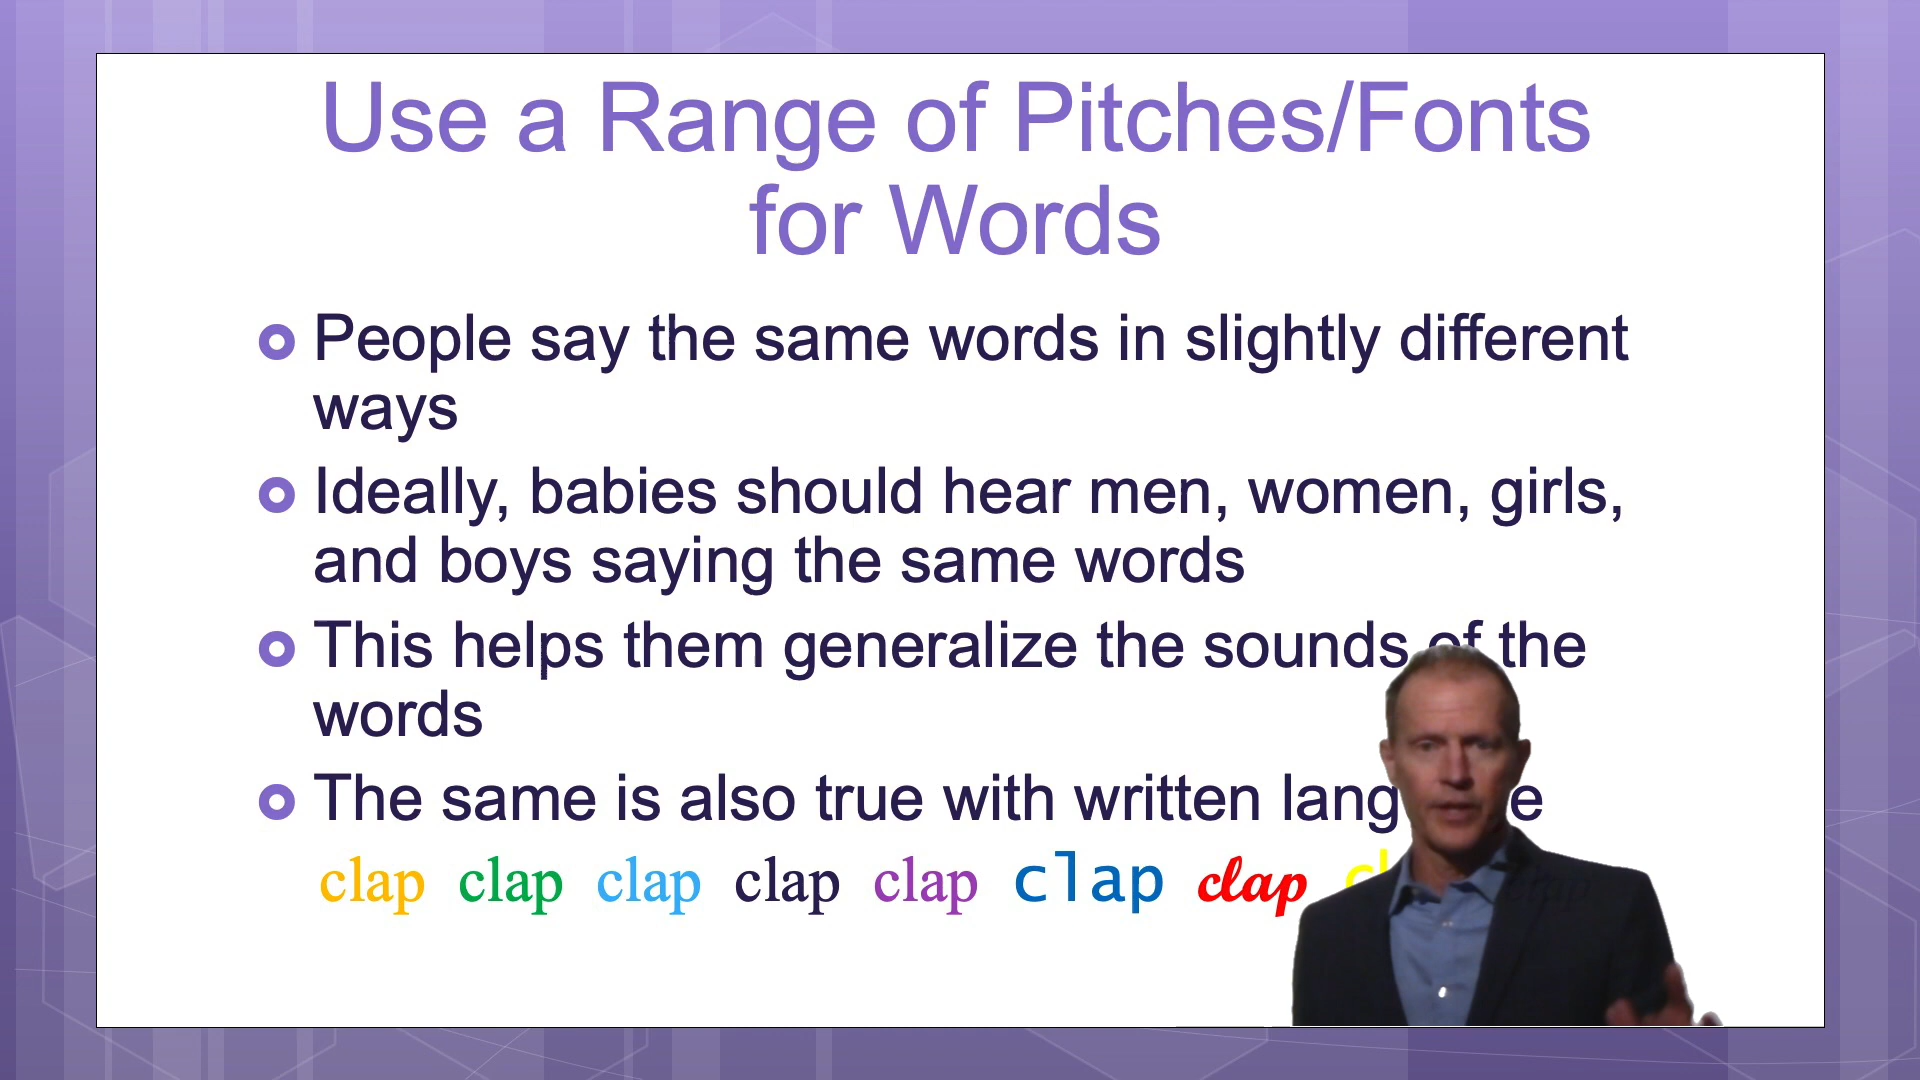 Use a Range of Pitches/Fonts
for Words
People say the same words in slightly different
ways
Ideally, babies should hear men, women, girls,
and boys saying the same words
This helps them generalize the sounds of the
words
The same is also true with written
clap clap clap clap clap clap clap